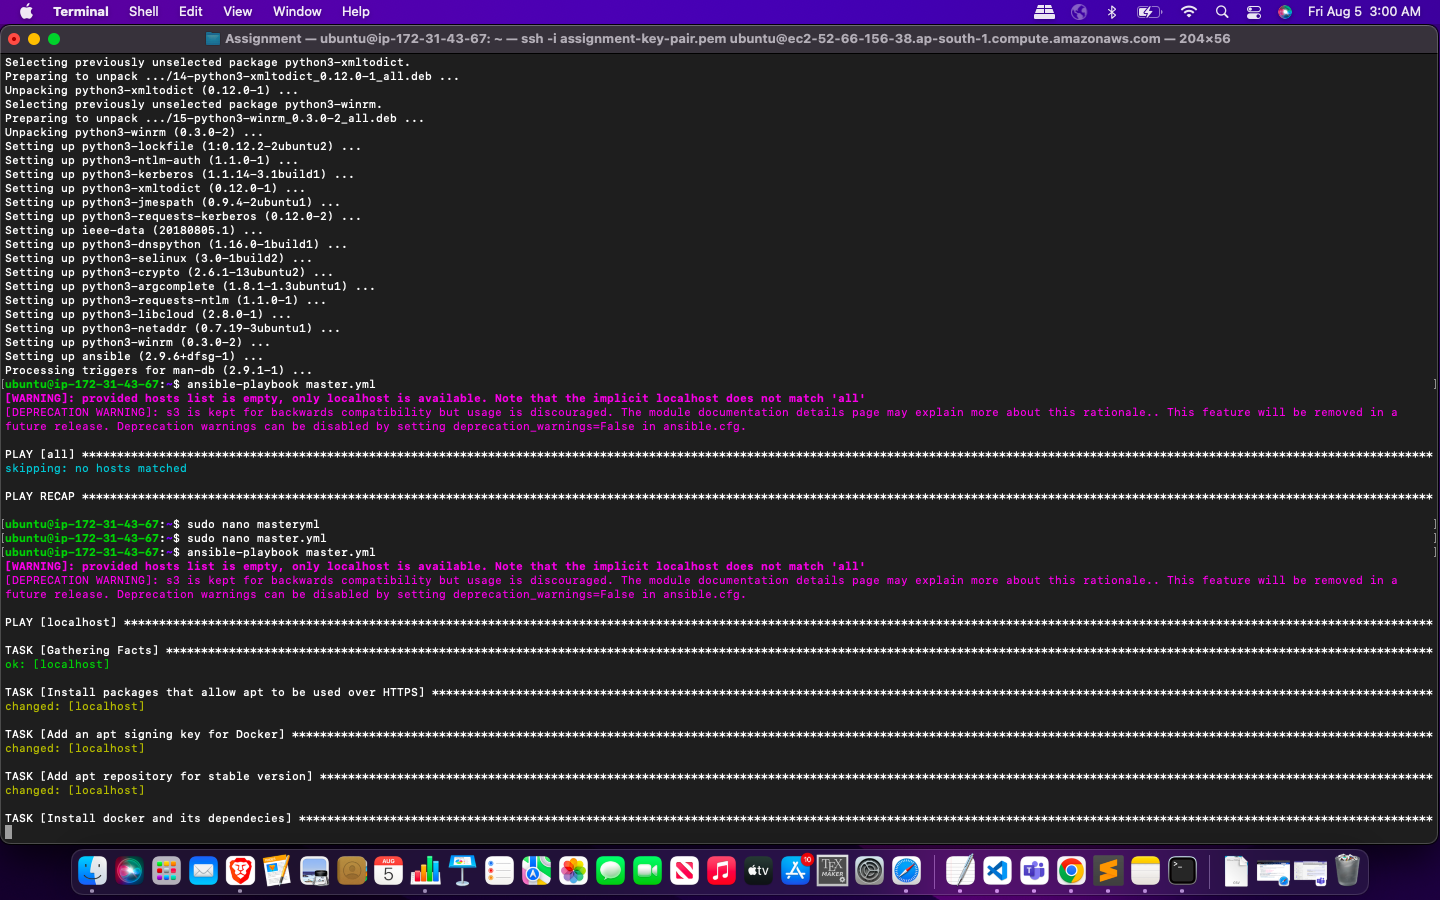 Terminal Shell Edit View Window Help Fri Aug 5 3:00 AM
Assignment — ubuntu@ip-172-31-43-67: ~ — ssh -i assignment-key-pair.pem ubuntu@ec2-52-66-156-38.ap-south-1.compute.amazonaws.com — 204×56
Selecting previously unselected package python3-xmltodict.
Preparing to unpack .../14-python3-xmltodict_0.12.0-1_all.deb ...
Unpacking python3-xmltodict (0.12.0-1) ...
Selecting previously unselected package python3-winrm.
Preparing to unpack .../15-python3-winrm_0.3.0-2_all.deb ...
Unpacking python3-winrm (0.3.0-2) ...
Setting up python3-lockfile (1:0.12.2-2ubuntu2) ...
Setting up python3-ntlm-auth (1.1.0-1) ...
Setting up python3-kerberos (1.1.14-3.1build1) ...
Setting up python3-xmltodict (0.12.0-1) ...
Setting up python3-jmespath (0.9.4-2ubuntu1) ...
Setting up python3-requests-kerberos (0.12.0-2) ...
Setting up ieee-data (20180805.1) ...
Setting up python3-dnspython (1.16.0-1build1) ...
Setting up python3-selinux (3.0-1build2) ...
Setting up python3-crypto (2.6.1-13ubuntu2) ...
Setting up python3-argcomplete (1.8.1-1.3ubuntu1) ...
Setting up python3-requests-ntlm (1.1.0-1) ...
Setting up python3-libcloud (2.8.0-1) ...
Setting up python3-netaddr (0.7.19-3ubuntu1) ...
Setting up python3-winrm (0.3.0-2) ...
Setting up ansible (2.9.6+dfsg-1) ...
Processing triggers for man-db (2.9.1-1) ...
[ubuntu@ip-172-31-43-67:~$ ansible-playbook master.yml ]
[WARNING]: provided hosts list is empty, only localhost is available. Note that the implicit localhost does not match 'all'
[DEPRECATION WARNING]: s3 is kept for backwards compatibility but usage is discouraged. The module documentation details page may explain more about this rationale.. This feature will be removed in a
future release. Deprecation warnings can be disabled by setting deprecation_warnings=False in ansible.cfg.
PLAY [all] ****************************************************************************************************
skipping: no hosts matched
PLAY RECAP ****************************************************************************************************
[ubuntu@ip-172-31-43-67:~$ sudo nano masteryml ]
[ubuntu@ip-172-31-43-67:~$ sudo nano master.yml ]
[ubuntu@ip-172-31-43-67:~$ ansible-playbook master.yml ]
[WARNING]: provided hosts list is empty, only localhost is available. Note that the implicit localhost does not match 'all'
[DEPRECATION WARNING]: s3 is kept for backwards compatibility but usage is discouraged. The module documentation details page may explain more about this rationale.. This feature will be removed in a
future release. Deprecation warnings can be disabled by setting deprecation_warnings=False in ansible.cfg.
PLAY [localhost] ****************************************************************************************************
TASK [Gathering Facts] ****************************************************************************************************
ok: [localhost]
TASK [Install packages that allow apt to be used over HTTPS] ****************************************************************************************************
changed: [localhost]
TASK [Add an apt signing key for Docker] ****************************************************************************************************
changed: [localhost]
TASK [Add apt repository for stable version] ****************************************************************************************************
changed: [localhost]
TASK [Install docker and its dependecies] ****************************************************************************************************
AUG
5
tv
10
TEX
MAKER